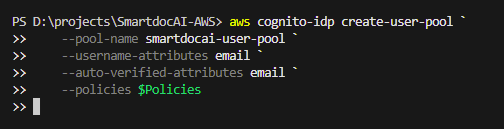 PS D:\projects\SmartdocAI-AWS> aws cognito-idp create-user-pool `
>>     --pool-name smartdocai-user-pool `
>>     --username-attributes email `
>>     --auto-verified-attributes email `
>>     --policies $Policies
>>